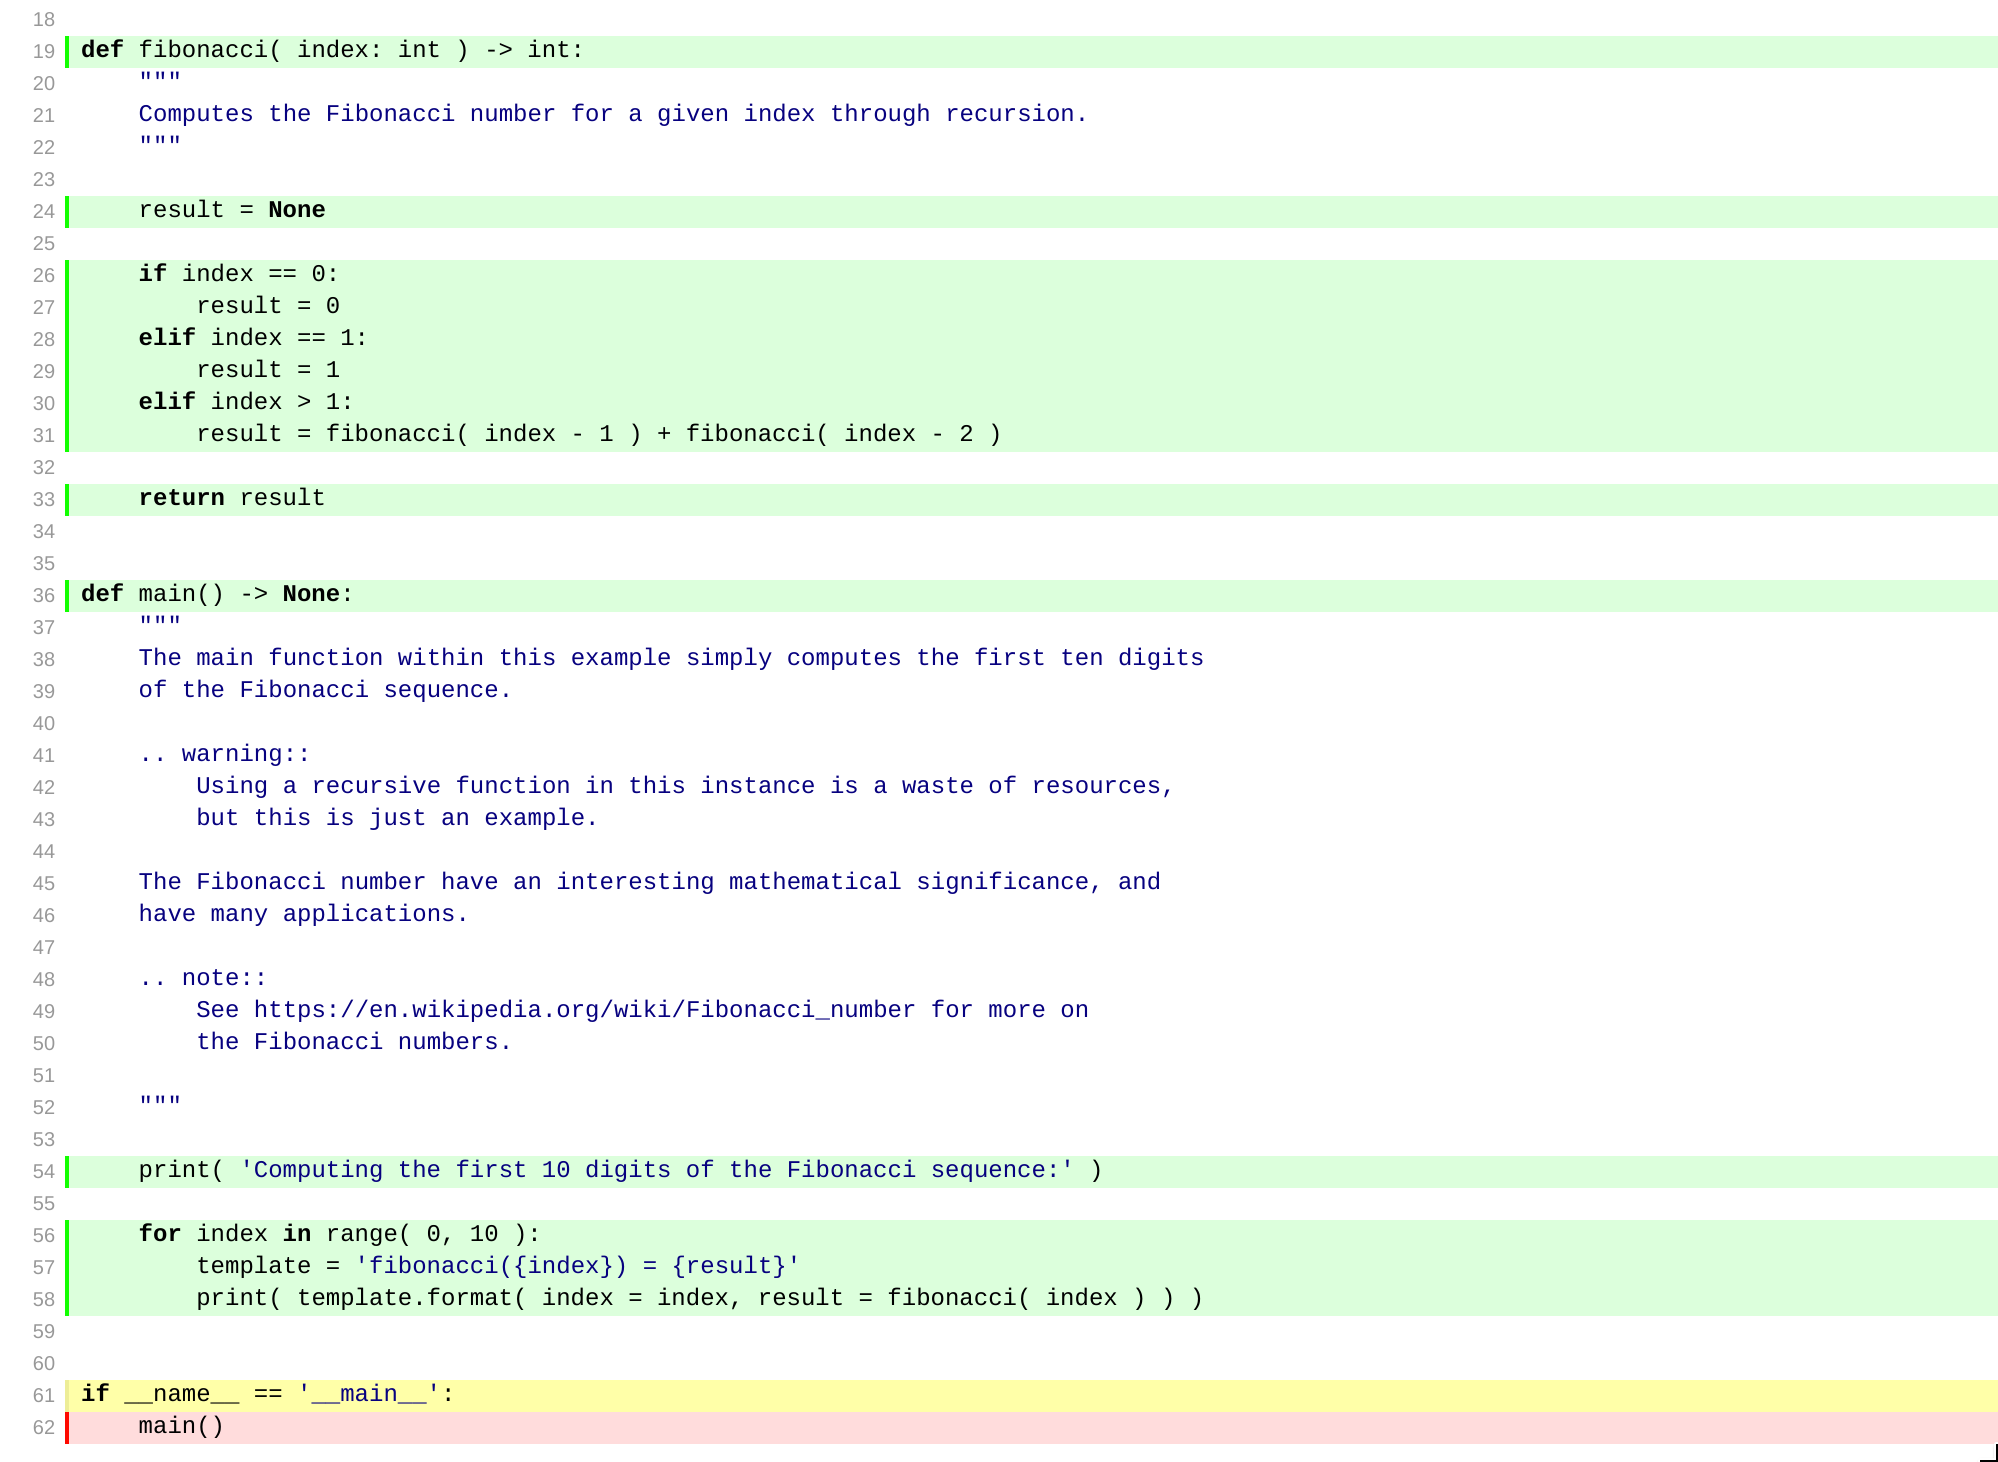 18
19 def fibonacci( index: int ) -> int:
20     """
21     Computes the Fibonacci number for a given index through recursion.
22     """
23
24     result = None
25
26     if index == 0:
27         result = 0
28     elif index == 1:
29         result = 1
30     elif index > 1:
31         result = fibonacci( index - 1 ) + fibonacci( index - 2 )
32
33     return result
34
35
36 def main() -> None:
37     """
38     The main function within this example simply computes the first ten digits
39     of the Fibonacci sequence.
40
41     .. warning::
42         Using a recursive function in this instance is a waste of resources,
43         but this is just an example.
44
45     The Fibonacci number have an interesting mathematical significance, and
46     have many applications.
47
48     .. note::
49         See https://en.wikipedia.org/wiki/Fibonacci_number for more on
50         the Fibonacci numbers.
51
52     """
53
54     print( 'Computing the first 10 digits of the Fibonacci sequence:' )
55
56     for index in range( 0, 10 ):
57         template = 'fibonacci({index}) = {result}'
58         print( template.format( index = index, result = fibonacci( index ) ) )
59
60
61 if __name__ == '__main__':
62     main()